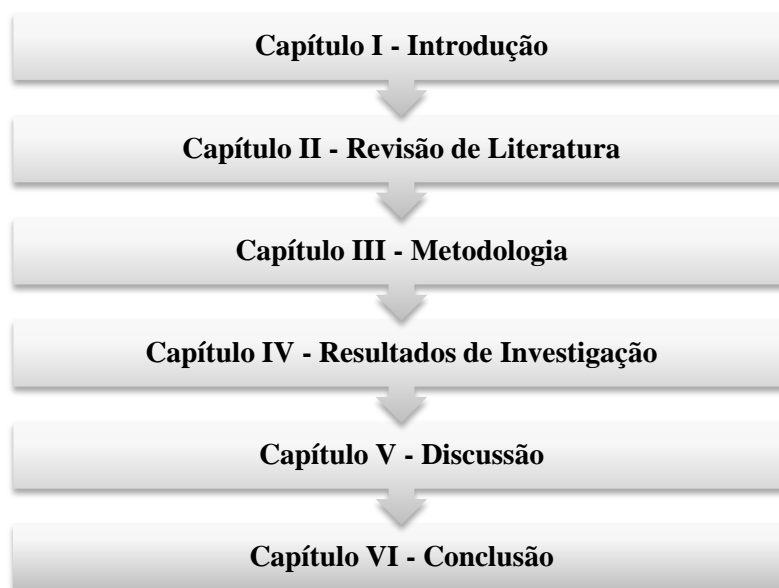 Capítulo I - Introdução
Capítulo II - Revisão de Literatura
Capítulo III - Metodologia
Capítulo IV - Resultados de Investigação
Capítulo V - Discussão
Capítulo VI - Conclusão